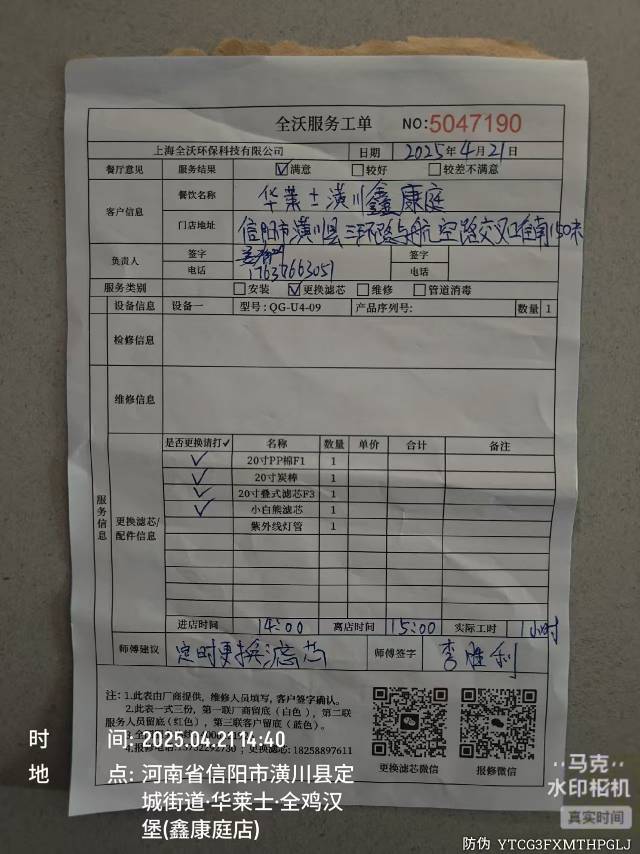 全沃服务工单 NO:5047190
上海全沃环保科技有限公司 日期 2025年4月21日
餐厅意见 服务结果 ☑满意 □较好 □较差不满意
客户信息 餐饮名称 华莱士潢川鑫康庭
门店地址 信阳市潢川县三环路与航空路交叉口往南150米
负责人 签字 签字
电话 17637663051 电话
服务类别 □安装 ☑更换滤芯 □维修 □管道消毒
设备信息 设备一 型号:QG-U4-09 产品序列号: 数量 1
检修信息
维修信息
服务信息
更换滤芯/配件信息
是否更换请打✓ 名称 数量 单价 合计 备注
✓ 20寸PP棉F1 1
✓ 20寸炭棒 1
✓ 20寸叠式滤芯F3 1
✓ 小白熊滤芯 1
紫外线灯管 1
进店时间 14:00 离店时间 15:00 实际工时 1小时
师傅建议 定时更换滤芯 师傅签字 李胜利
注:1.此表由厂商提供,维修人员填写,客户签字确认。
2.此表一式三份,第一联厂商留底(白色),第二联
服务人员留底(红色),第三联客户留底(蓝色)。
更换滤芯:18258897611
更换滤芯微信 报修微信
时 间: 2025.04.21 14:40
地 点: 河南省信阳市潢川县定
城街道·华莱士·全鸡汉
堡(鑫康庭店)
马克
水印相机
真实时间
防伪 YTCG3FXMTHPGLJ